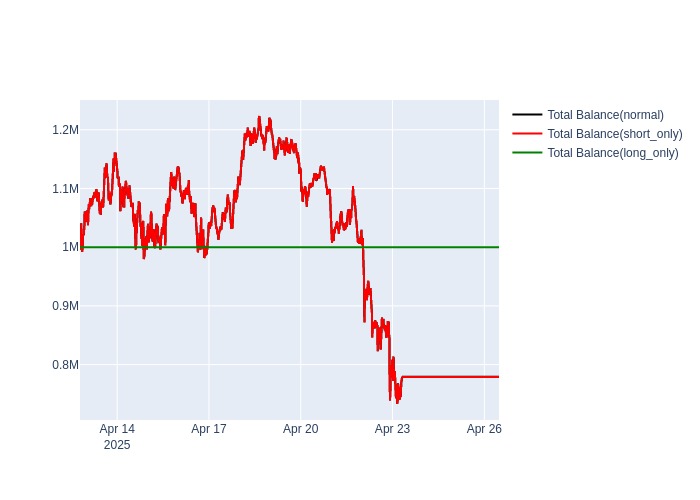 Total Balance(normal)
Total Balance(short_only)
Total Balance(long_only)
1.2M
1.1M
1M
0.9M
0.8M
Apr 14
2025
Apr 17
Apr 20
Apr 23
Apr 26